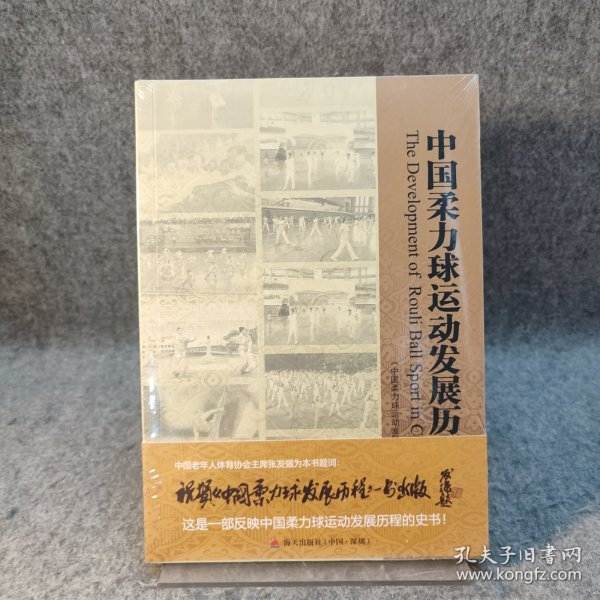 中国柔力球运动发展历
The Development of Rouli Ball Sport in C
《中国柔力球运动发
中国老年人体育协会主席张发强为本书题词:
祝贺《中国柔力球发展历程》一书出版
这是一部反映中国柔力球运动发展历程的史书!
海天出版社(中国·深圳)
孔夫子旧书网
www.kongfz.com